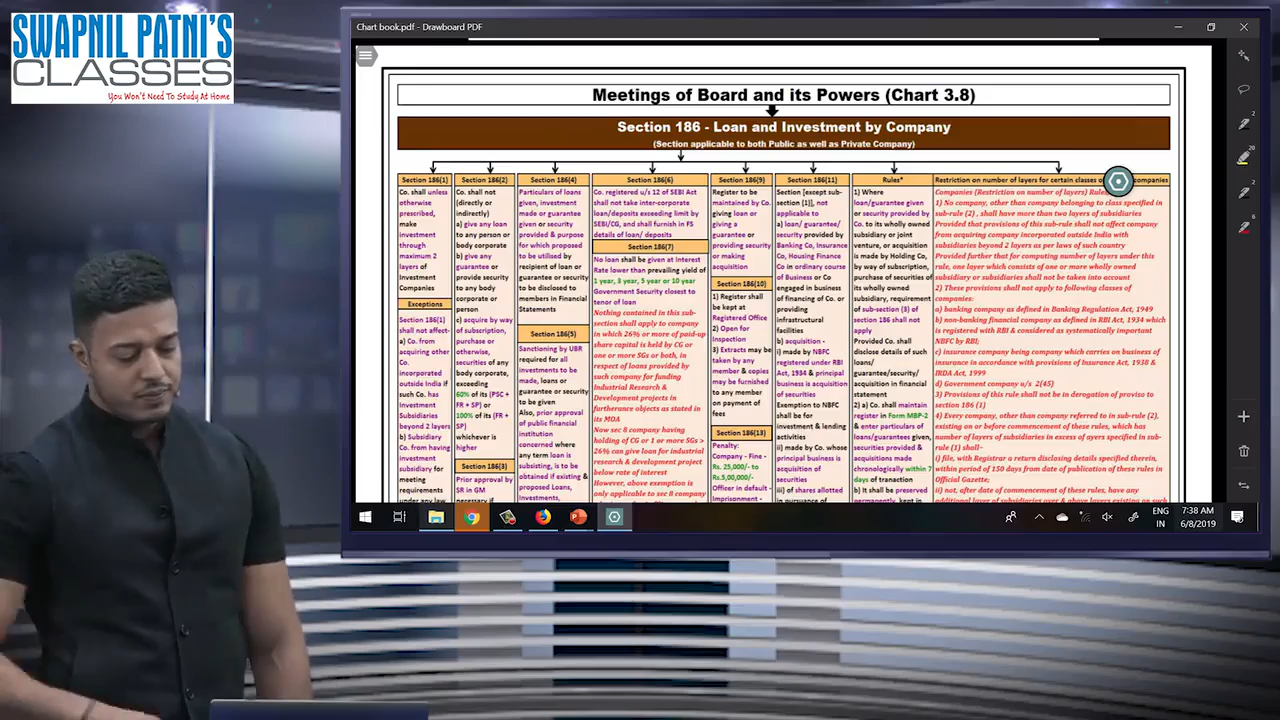 SWAPNIL PATNI'S
CLASSES
You Won't Need To Study At Home
Chart book.pdf - Drawboard PDF
Meetings of Board and its Powers (Chart 3.8)
Section 186 - Loan and Investment by Company
(Section applicable to both Public as well as Private Company)
Section 186(1)
Co. shall unless
otherwise
prescribed,
make
investment
through
maximum 2
layers of
Investment
Companies
Exceptions
Section 186(1)
shall not affect-
a) Co. from
acquiring other
Co.
incorporated
outside India if
such Co. has
Investment
Subsidiaries
beyond 2 layers
b) Subsidiary
Co. from having
investment
subsidiary for
meeting
requirements
under any law
Section 186(2)
Co. shall not
(directly or
indirectly)
a) give any loan
to any person or
body corporate
b) give any
guarantee or
provide security
to any body
corporate or
person
c) acquire by way
of subscription,
purchase or
otherwise,
securities of any
body corporate,
exceeding
60% of its (PSC +
FR + SP) or
100% of its (FR +
SP)
whichever is
higher
Section 186(3)
Prior approval by
SR in GM
necessary if
Section 186(4)
Particulars of loans
given, investment
made or guarantee
given or security
provided & purpose
for which proposed
to be utilised by
recipient of loan or
guarantee or security
to be disclosed to
members in Financial
Statements
Section 186(5)
Sanctioning by UBR
required for all
investments to be
made, loans or
guarantee or security
to be given
Also, prior approval
of public financial
institution concerned
where any term
loan is
subsisting, is to be
obtained if existing &
proposed Loans,
Investments,
Section 186(6)
Co. registered u/s 12 of SEBI Act
shall not take inter-corporate
loan/deposits exceeding limit by
SEBI/CG, and shall furnish in FS
details of loan/ deposits
Section 186(7)
No loan shall be given at Interest
Rate lower than prevailing yield of
1 year, 3 year, 5 year or 10 year
Government Security closest to
tenor of loan
Nothing contained in this sub-
section shall apply to company
in which 26% or more of paid-up
share capital is held by CG or
one or more SGs or both, in
respect of loans provided by
such company for funding
Industrial Research &
Development projects in
furtherance objects as stated in
its MOA
Now sec 8 company having
holding of CG or 1 or more SGs >
26% can give loan for industrial
research & development project
below rate of interest
However, above exemption is
only applicable to sec 8 company
Section 186(9)
Register to be
maintained by Co.
giving loan or
giving a
guarantee or
providing security
or making
acquisition
Section 186(10)
1) Register shall
be kept at
Registered Office
2) Open for
Inspection
3) Extracts may be
taken by any
member & copies
may be furnished
to any member
on payment of
fees
Section 186(13)
Penalty:
Company - Fine -
Rs. 25,000/- to
Rs.5,00,000/-
Officer in default -
Imprisonment -
Section 186(11)
Section [except sub-
section (1)], not
applicable to
a) loan/ guarantee/
security provided by
Banking Co, Insurance
Co, Housing Finance
Co in ordinary course
of Business or Co
engaged in business
of financing of Co. or
providing
infrastructural
facilities
b) acquisition -
i) made by NBFC
registered under RBI
Act, 1934 & principal
business is acquisition
of securities
Exemption to NBFC
shall be for
investment & lending
activities
ii) made by Co. whose
principal business is
acquisition of
securities
iii) of shares allotted
in pursuance of
Rules*
1) Where
loan/guarantee given
or security provided by
Co. to its wholly owned
subsidiary or joint
venture, or acquisition
is made by Holding Co,
by way of subscription,
purchase of securities of
its wholly owned
subsidiary, requirement
of sub-section (3) of
section 186 shall not
apply
Provided Co. shall
disclose details of such
loans/
guarantee/security/
acquisition in financial
statement
2) a) Co. shall maintain
register in Form MBP-2
& enter particulars of
loans/guarantees given,
securities provided &
acquisitions made
chronologically within 7
days of transaction
b) It shall be preserved
permanently, kept in
Restriction on number of layers for certain classes of companies
Companies (Restriction on number of layers) Rules
1) No company, other than company belonging to class specified in
sub-rule (2) , shall have more than two layers of subsidiaries
Provided that provisions of this sub-rule shall not affect company
from acquiring company incorporated outside India with
subsidiaries beyond 2 layers as per laws of such country
Provided further that for computing number of layers under this
rule, one layer which consists of one or more wholly owned
subsidiary or subsidiaries shall not be taken into account
2) These provisions shall not apply to following classes of
companies:
a) banking company as defined in Banking Regulation Act, 1949
b) non-banking financial company as defined in RBI Act, 1934 which
is registered with RBI & considered as systematically important
NBFC by RBI;
c) insurance company being company which carries on business of
insurance in accordance with provisions of Insurance Act, 1938 &
IRDA Act, 1999
d) Government company u/s 2(45)
3) Provisions of this rule shall not be in derogation of proviso to
section 186 (1)
4) Every company, other than company referred to in sub-rule (2),
existing on or before commencement of these rules, which has
number of layers of subsidiaries in excess of ayers specified in sub-
rule (1) shall-
i) file, with Registrar a return disclosing details specified therein,
within period of 150 days from date of publication of these rules in
Official Gazette;
ii) not, after date of commencement of these rules, have any
additional layer of subsidiaries over & above layers existing on such
ENG
IN
7:38 AM
6/8/2019